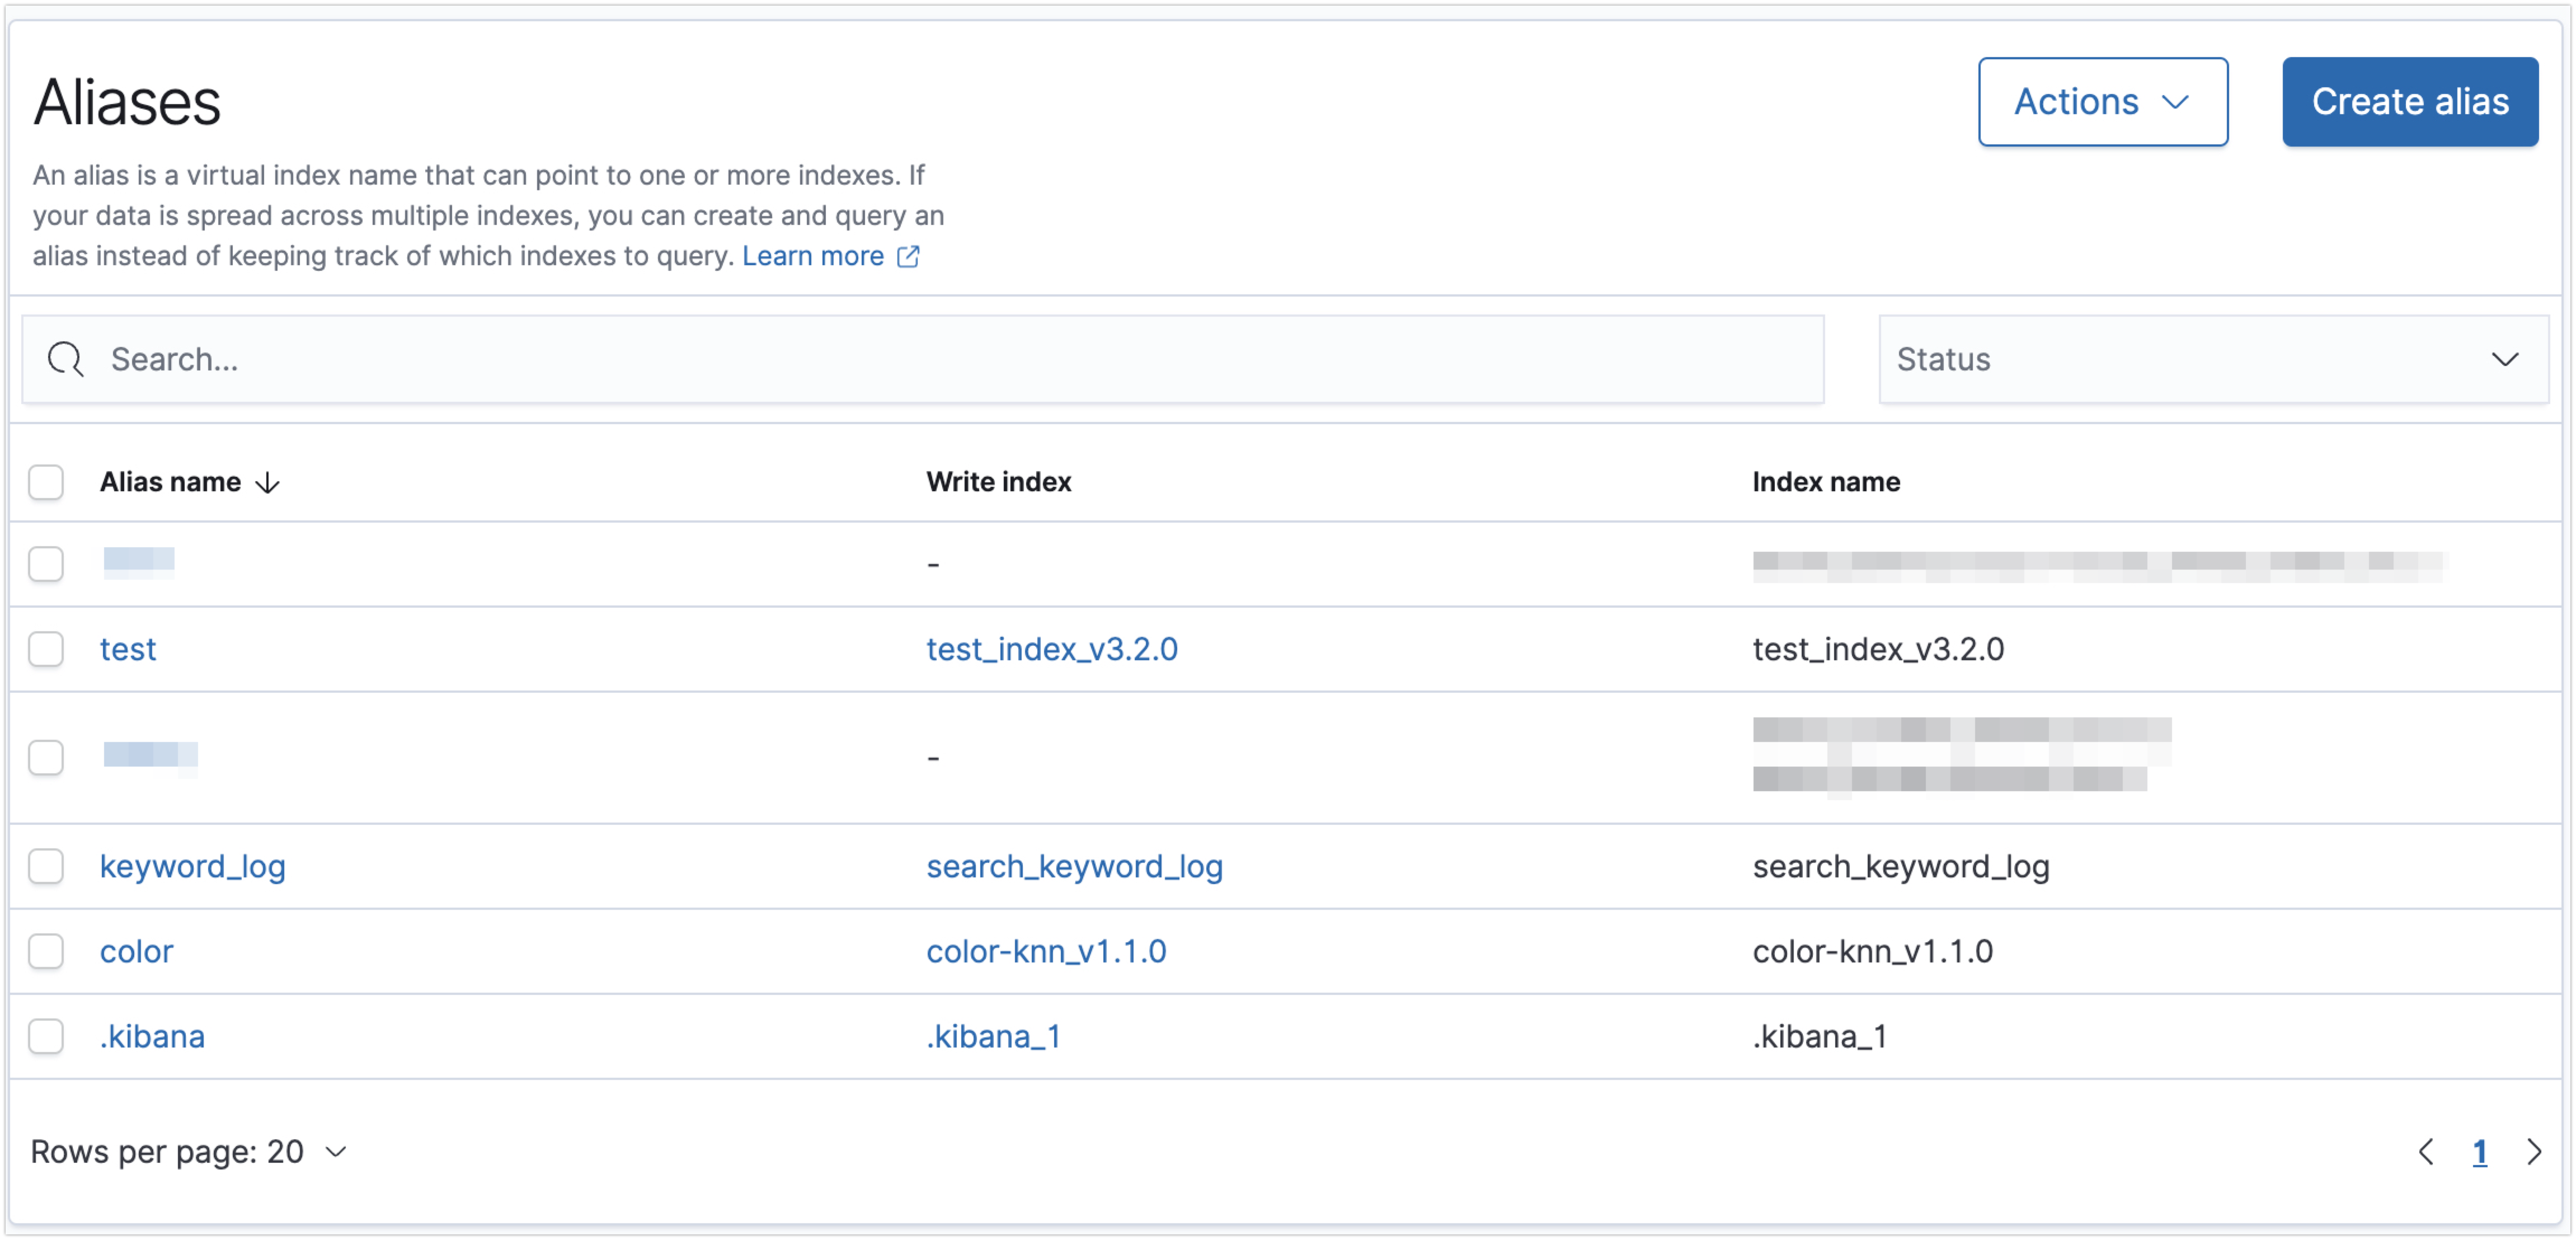 Aliases
Actions
Create alias
An alias is a virtual index name that can point to one or more indexes. If
your data is spread across multiple indexes, you can create and query an
alias instead of keeping track of which indexes to query. Learn more
Search...
Status
Alias name Write index Index name
-
test test_index_v3.2.0 test_index_v3.2.0
-
keyword_log search_keyword_log search_keyword_log
color color-knn_v1.1.0 color-knn_v1.1.0
.kibana .kibana_1 .kibana_1
Rows per page: 20
1